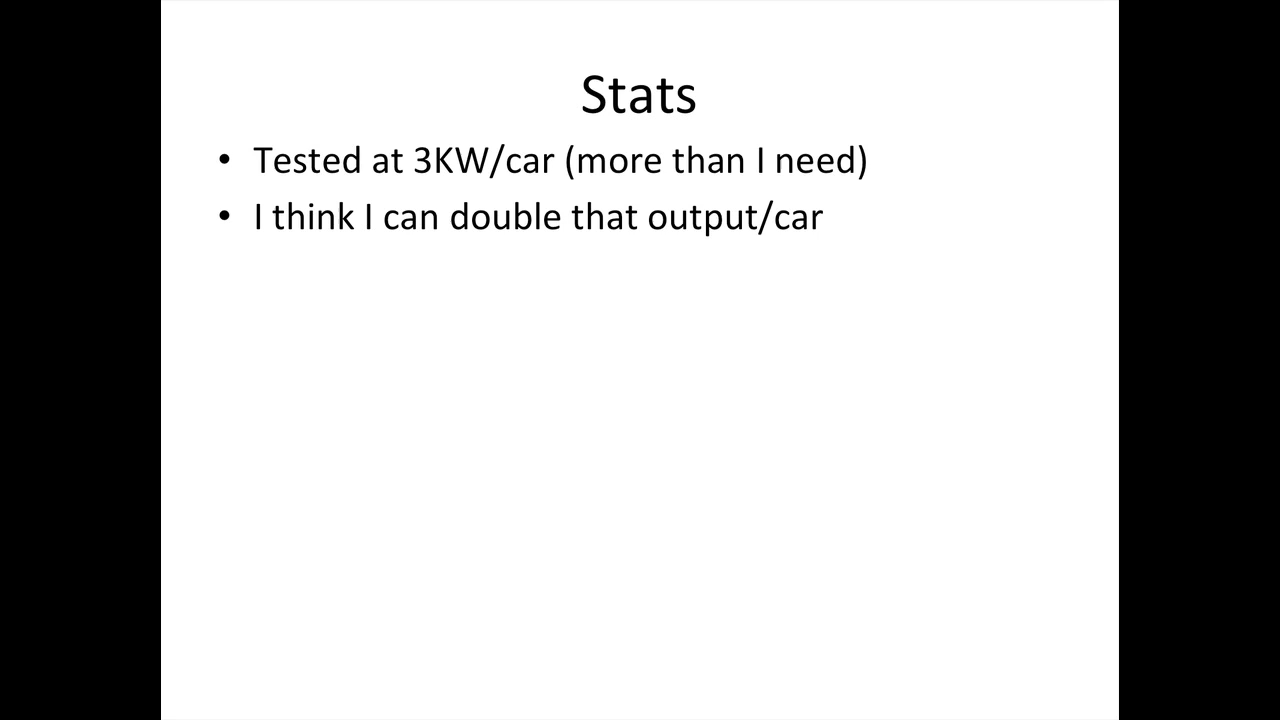 Stats
• Tested at 3KW/car (more than I need)
• I think I can double that output/car